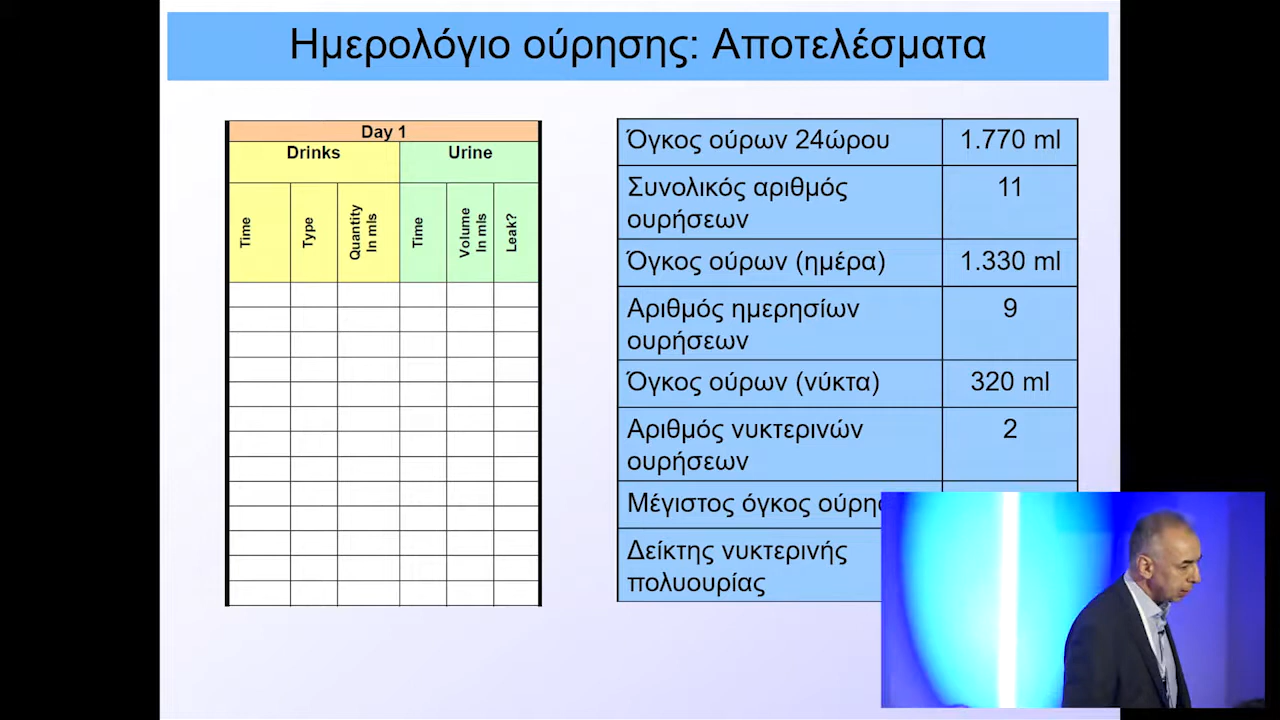 Ημερολόγιο ούρησης: Αποτελέσματα
Day 1
Drinks
Urine
Time
Type
Quantity
In mls
Time
Volume
In mls
Leak?
Όγκος ούρων 24ώρου
1.770 ml
Συνολικός αριθμός
ουρήσεων
11
Όγκος ούρων (ημέρα)
1.330 ml
Αριθμός ημερησίων
ουρήσεων
9
Όγκος ούρων (νύκτα)
320 ml
Αριθμός νυκτερινών
ουρήσεων
2
Μέγιστος όγκος
Δείκτης νυκτερινής
πολυουρίας